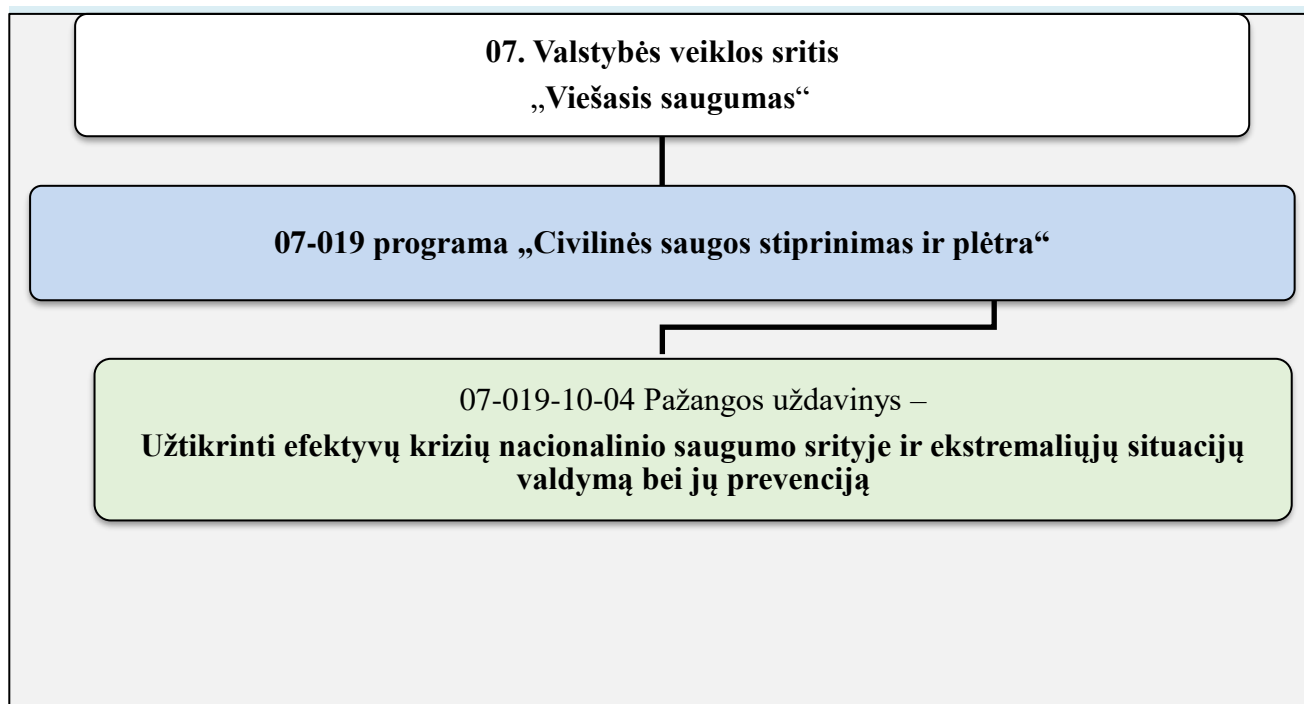 07. Valstybės veiklos sritis
„Viešasis saugumas“
07-019 programa „Civilinės saugos stiprinimas ir plėtra“
07-019-10-04 Pažangos uždavinys –
Užtikrinti efektyvų krizių nacionalinio saugumo srityje ir ekstremaliųjų situacijų
valdymą bei jų prevenciją